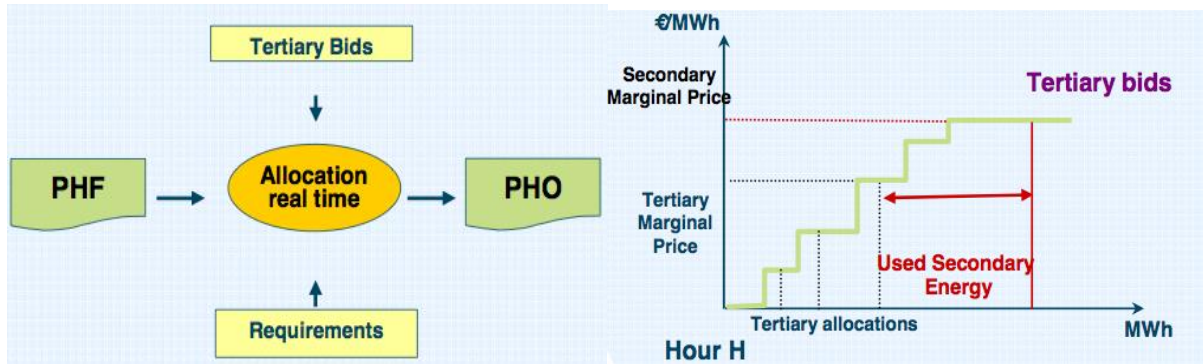 Tertiary Bids
PHF
Allocation
real time
PHO
Requirements
€/MWh
Secondary
Marginal Price
Tertiary bids
Tertiary
Marginal
Price
Used Secondary
Energy
Tertiary allocations
MWh
Hour H